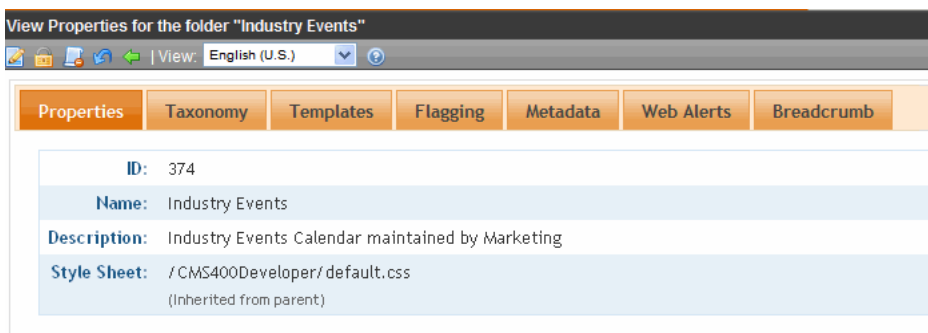 View Properties for the folder "Industry Events"
| View: English (U.S.)
Properties Taxonomy Templates Flagging Metadata Web Alerts Breadcrumb
ID: 374
Name: Industry Events
Description: Industry Events Calendar maintained by Marketing
Style Sheet: /CMS400Developer/default.css
(Inherited from parent)